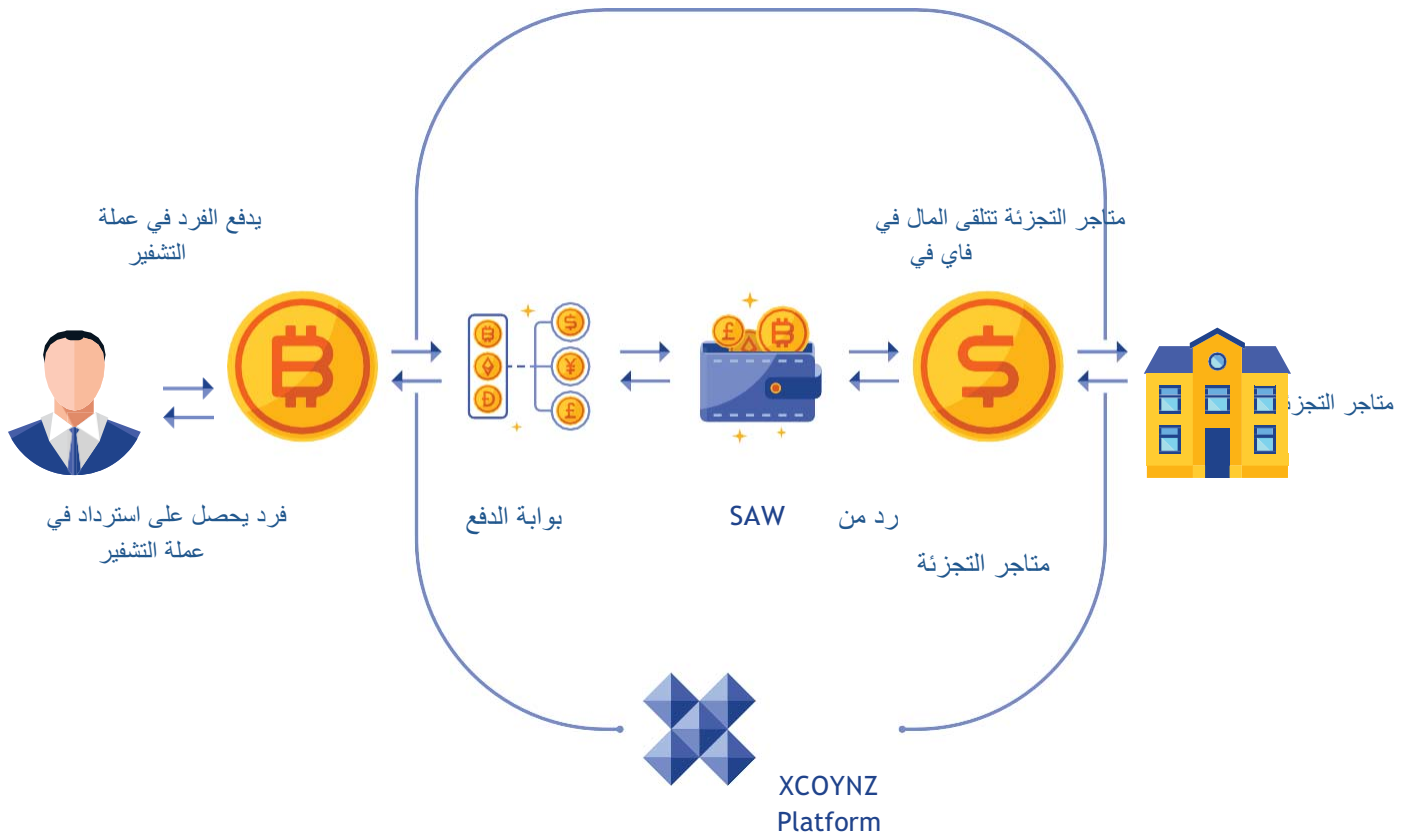 يدفع الفرد في عملة
التشفير
متاجر التجزئة تتلقى المال في
فاي في
متاجر
فرد يحصل على استرداد في
عملة التشفير
بوابة الدفع
SAW
رد من
متاجر التجزئة
XCOYNZ
Platform